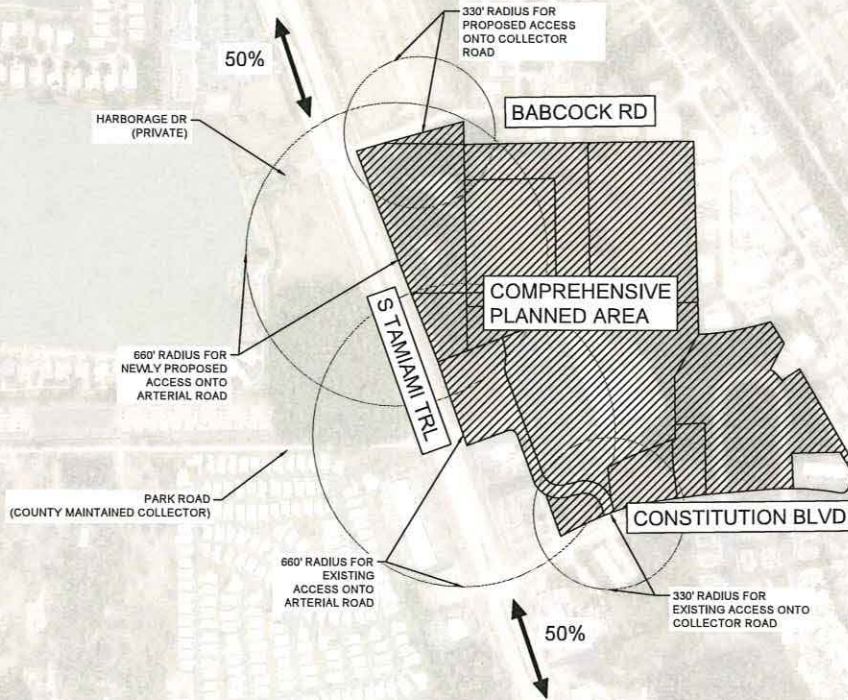 330' RADIUS FOR
PROPOSED ACCESS
ONTO COLLECTOR
ROAD
50%
BABCOCK RD
HARBORAGE DR
(PRIVATE)
COMPREHENSIVE
PLANNED AREA
S TAMIAMI TRL
660' RADIUS FOR
NEWLY PROPOSED
ACCESS ONTO
ARTERIAL ROAD
PARK ROAD
(COUNTY MAINTAINED COLLECTOR)
CONSTITUTION BLVD
660' RADIUS FOR
EXISTING
ACCESS ONTO
ARTERIAL ROAD
330' RADIUS FOR
EXISTING ACCESS ONTO
COLLECTOR ROAD
50%